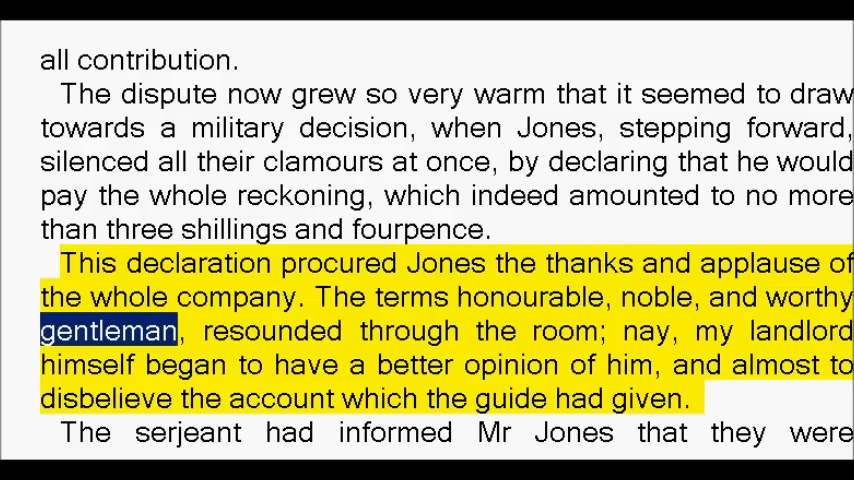 all contribution.
The dispute now grew so very warm that it seemed to draw
towards a military decision, when Jones, stepping forward,
silenced all their clamours at once, by declaring that he would
pay the whole reckoning, which indeed amounted to no more
than three shillings and fourpence.
This declaration procured Jones the thanks and applause of
the whole company. The terms honourable, noble, and worthy
gentleman, resounded through the room; nay, my landlord
himself began to have a better opinion of him, and almost to
disbelieve the account which the guide had given.
The serjeant had informed Mr Jones that they were